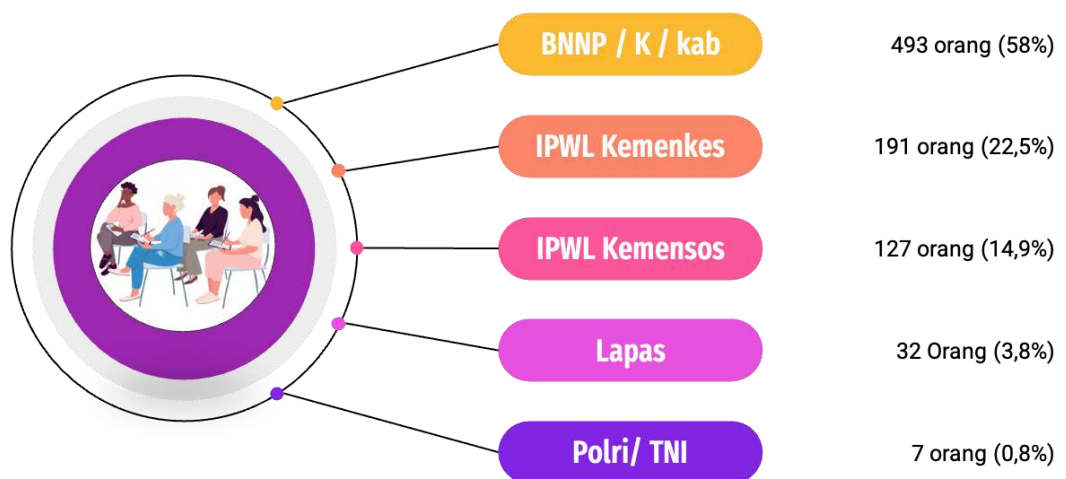 BNNP / K / kab 493 orang (58%)
IPWL Kemenkes 191 orang (22,5%)
IPWL Kemensos 127 orang (14,9%)
Lapas 32 Orang (3,8%)
Polri/ TNI 7 orang (0,8%)